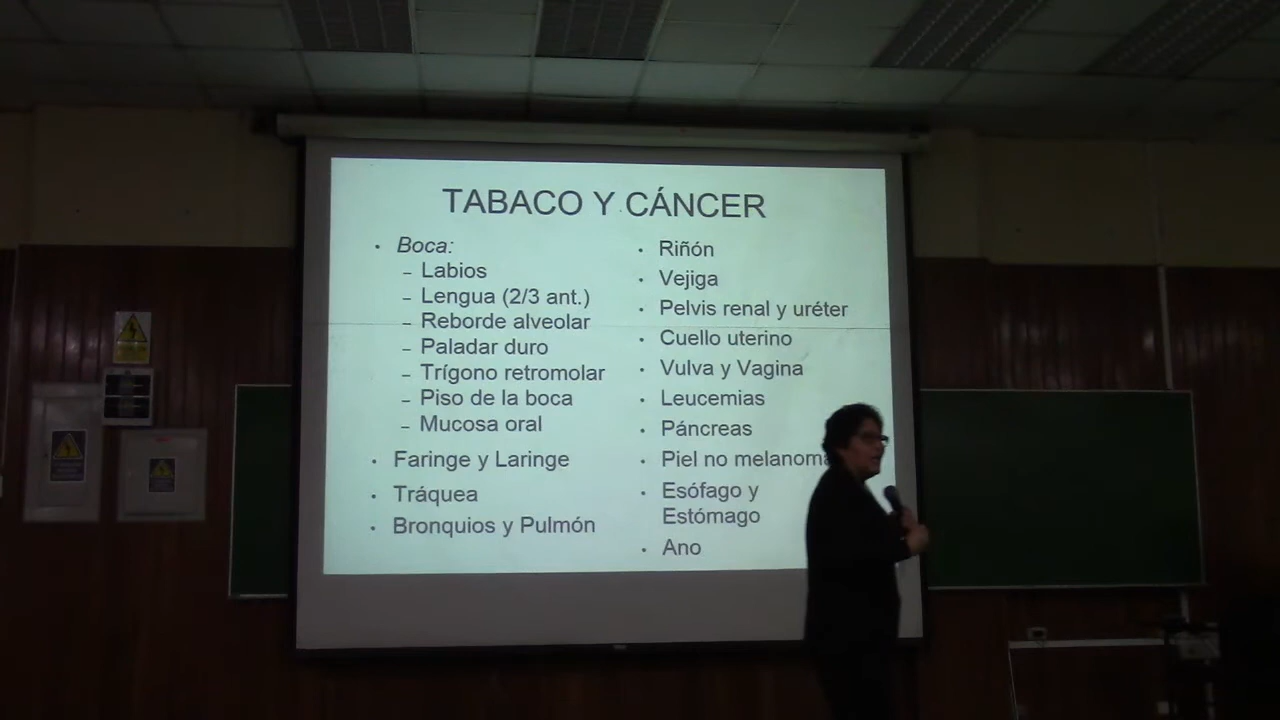 TABACO Y CÁNCER
• Boca:
– Labios
– Lengua (2/3 ant.)
– Reborde alveolar
– Paladar duro
– Trígono retromolar
– Piso de la boca
– Mucosa oral
• Faringe y Laringe
• Tráquea
• Bronquios y Pulmón
• Riñón
• Vejiga
• Pelvis renal y uréter
• Cuello uterino
• Vulva y Vagina
• Leucemias
• Páncreas
• Piel no melanoma
• Esófago y
Estómago
• Ano